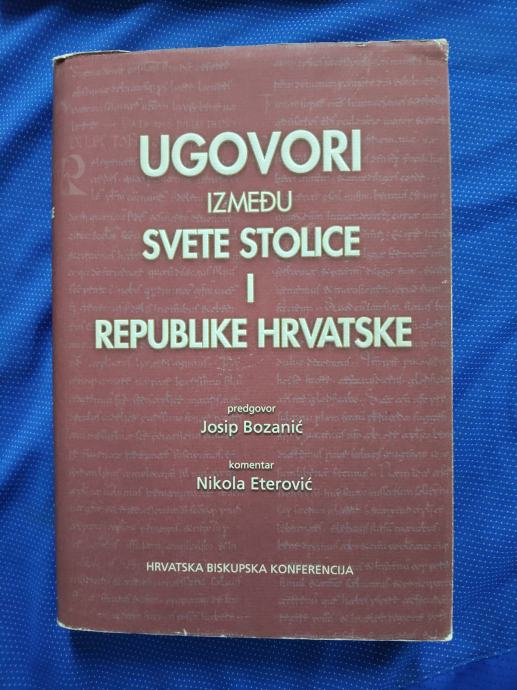 UGOVORI
IZMEĐU
SVETE STOLICE
I
REPUBLIKE HRVATSKE
predgovor
Josip Bozanić
komentar
Nikola Eterović
HRVATSKA BISKUPSKA KONFERENCIJA